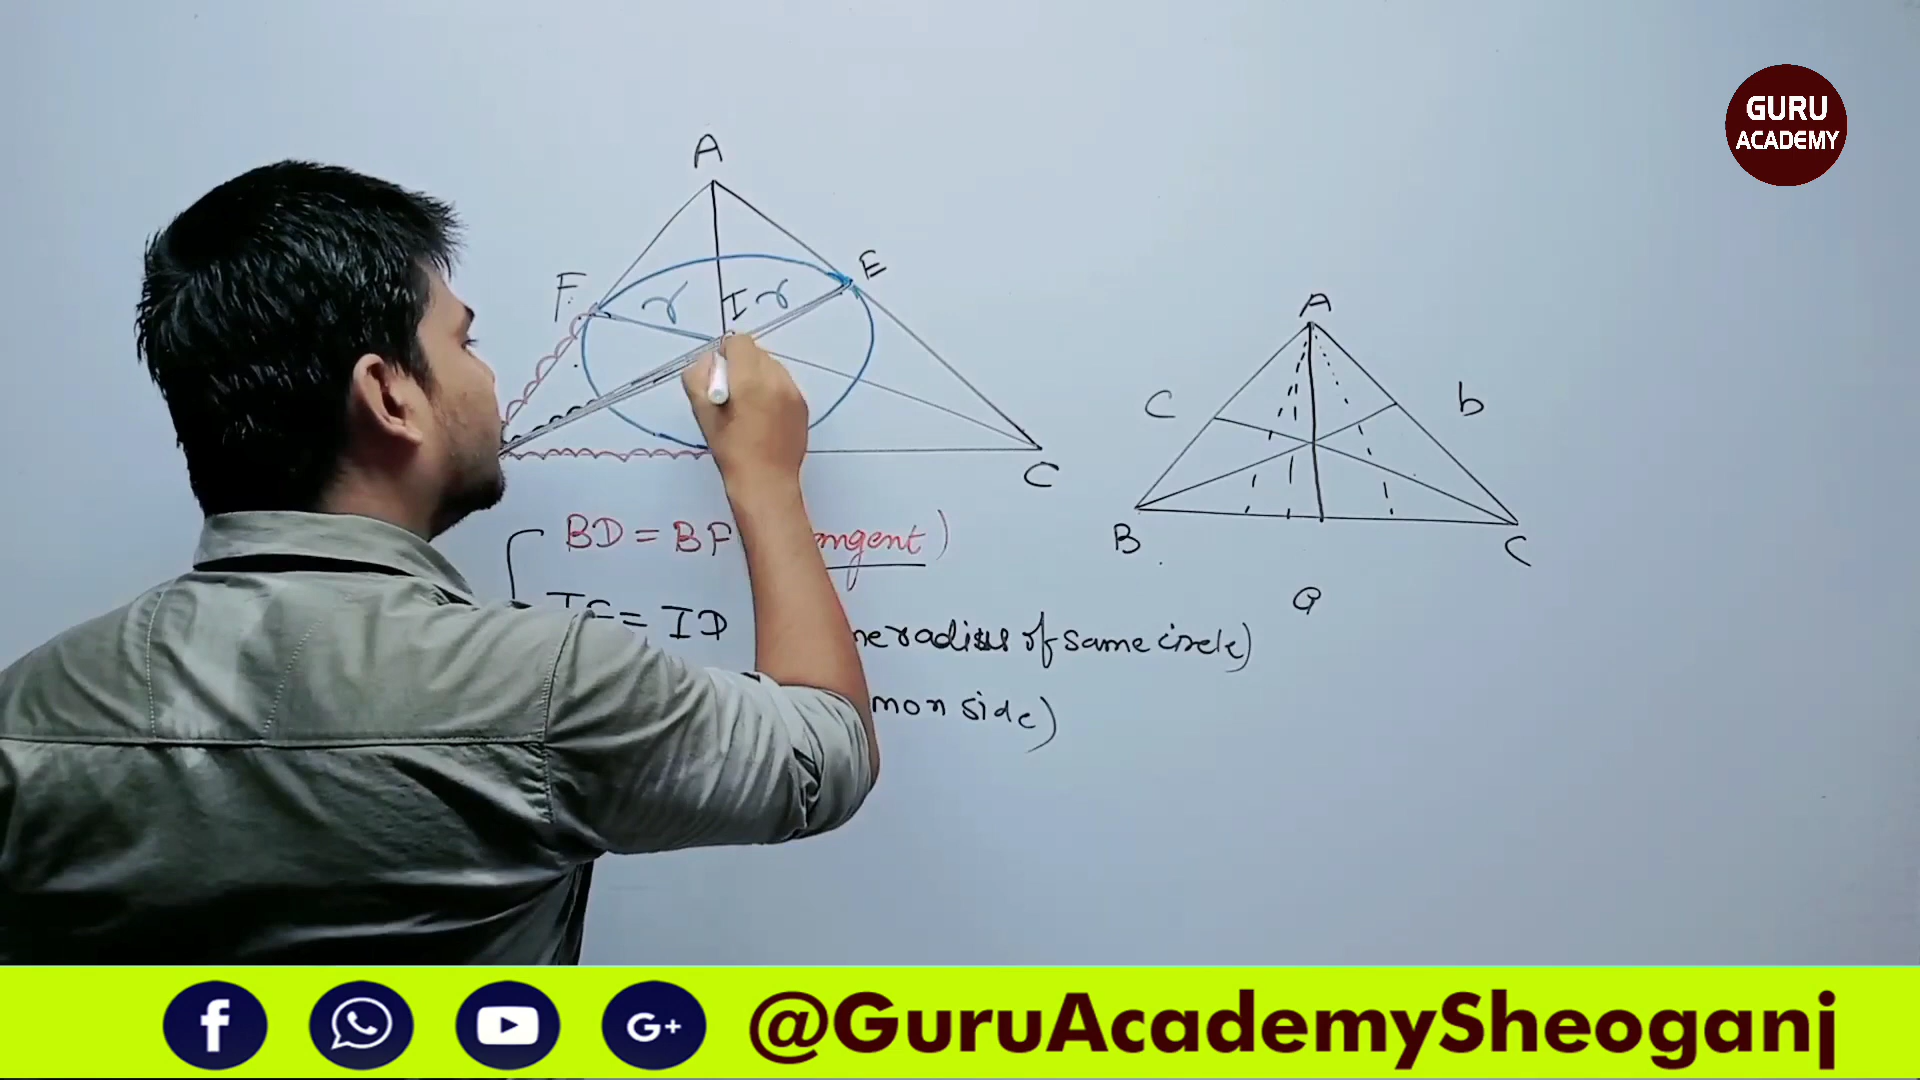 GURU
ACADEMY
A
F
E
r
I
r
C
A
C
b
B
C
a
BD = BF
ngent)
= ID
radius of same circle)
mon side)
f
G+
@GuruAcademySheoganj